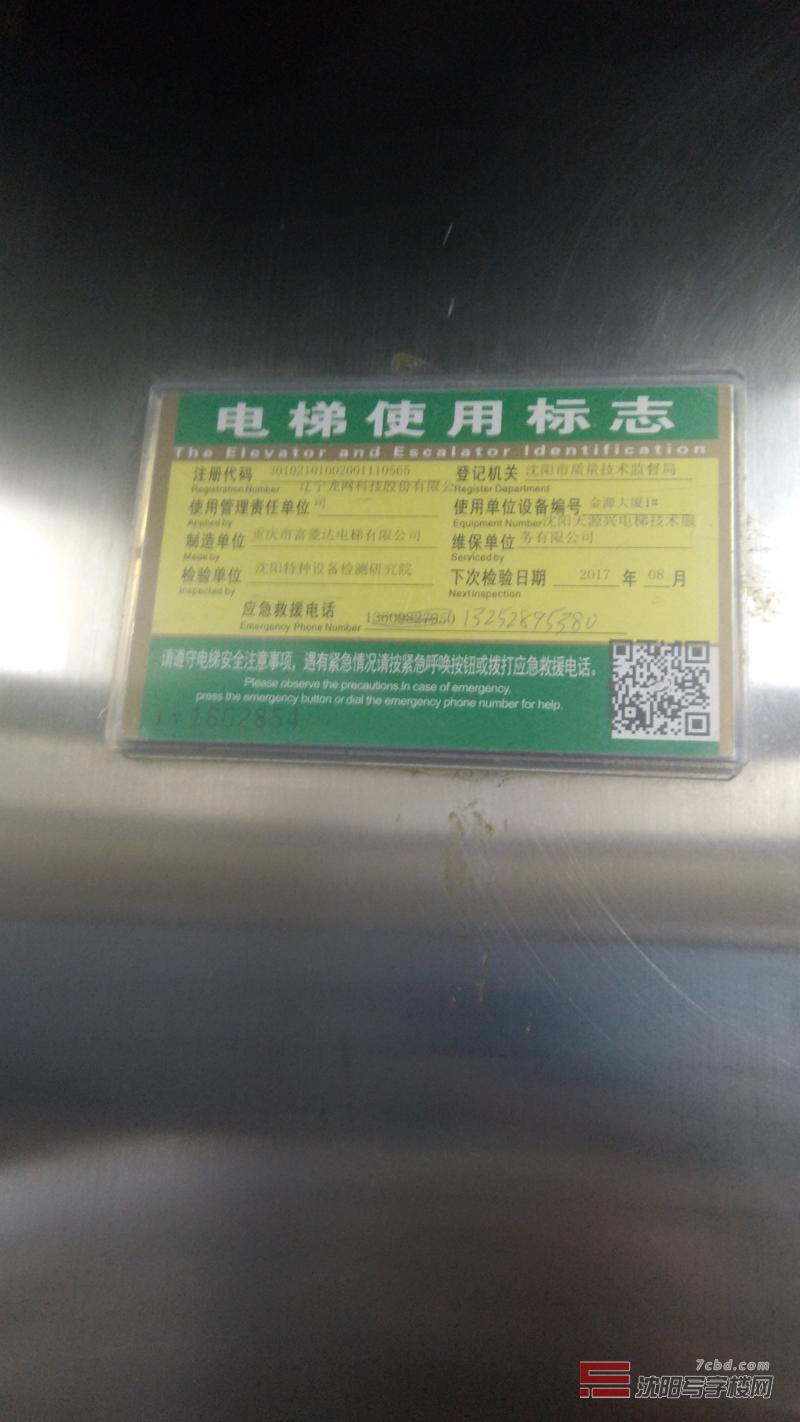 电梯使用标志
The Elevator and Escalator Identification
注册代码 30102101002001110565 登记机关 沈阳市质量技术监督局
Registration Number 辽宁龙网科技股份有限公 Register Department
使用管理责任单位 司 使用单位设备编号 金源大厦1#
Applied by Equipment Number 沈阳天源兴电梯技术服
制造单位 重庆市富菱达电梯有限公司 维保单位 务有限公司
Made by Serviced by
检验单位 沈阳特种设备检测研究院 下次检验日期 2017 年 08 月
Inspected by Next Inspection
应急救援电话 13609827050 13252895380
Emergency Phone Number
请遵守电梯安全注意事项，遇有紧急情况请按紧急呼唤按钮或拨打应急救援电话。
Please observe the precautions.In case of emergency,
press the emergency button or dial the emergency phone number for help.
1602854
7cbd.com
沈阳写字楼网